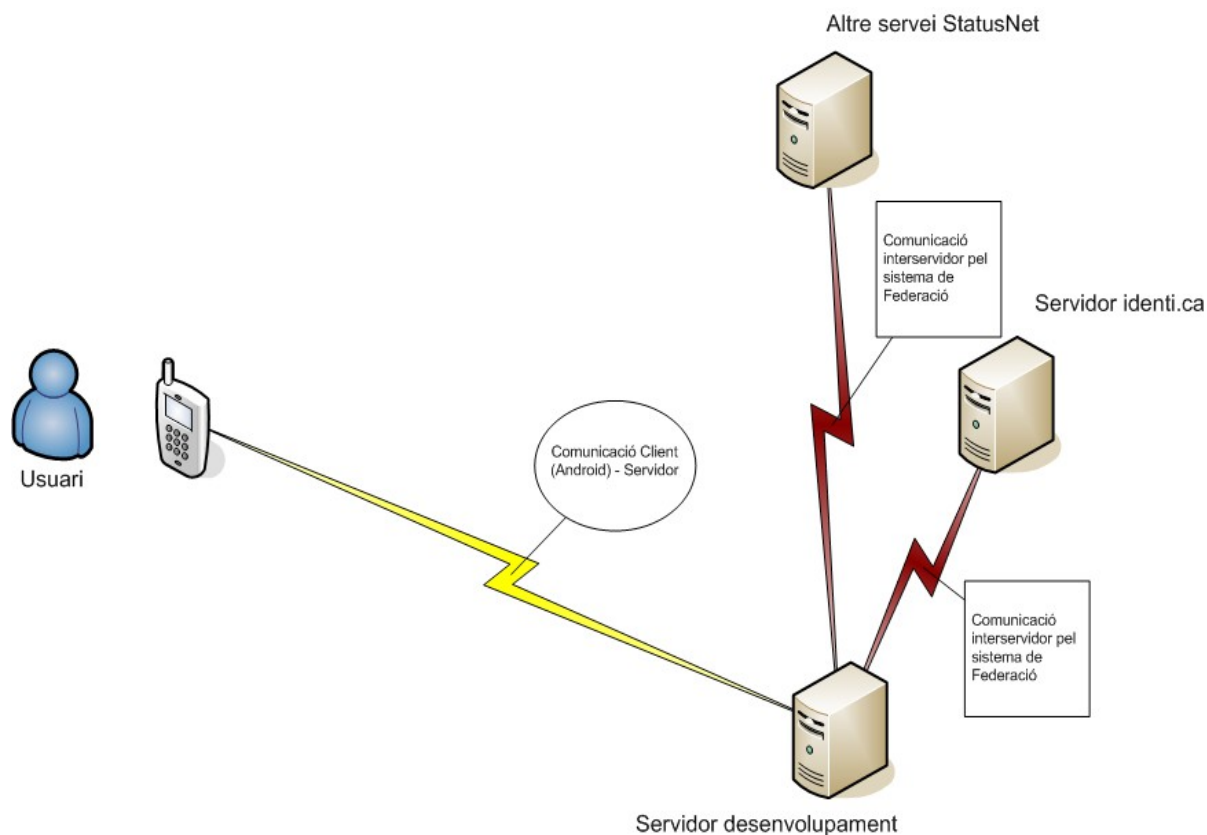 Altre servei StatusNet
Comunicació
interservidor pel
sistema de
Federació
Servidor identi.ca
Usuari
Comunicació Client
(Android) - Servidor
Comunicació
interservidor pel
sistema de
Federació
Servidor desenvolupament